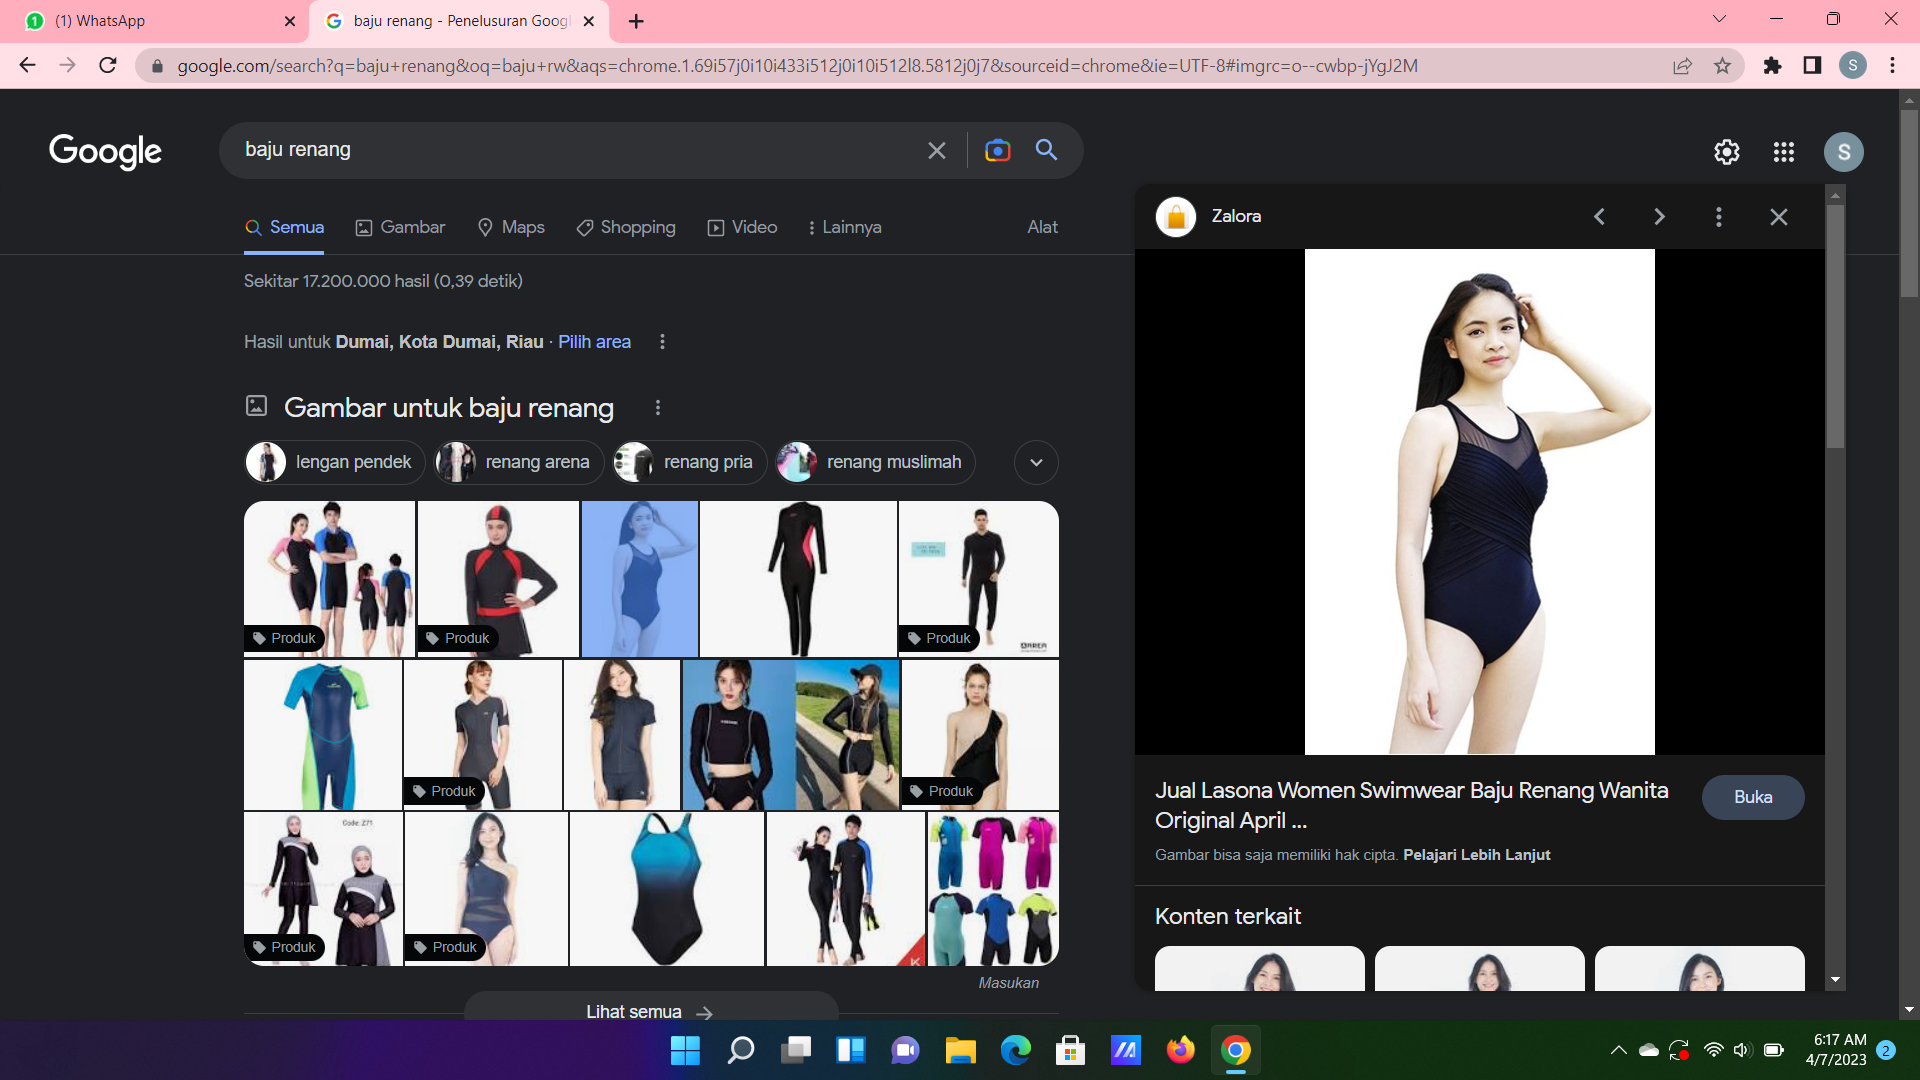 (1) WhatsApp
baju renang - Penelusuran Googl
google.com/search?q=baju+renang&oq=baju+rw&aqs=chrome.1.69i57j0i10i433i512j0i10i512l8.5812j0j7&sourceid=chrome&ie=UTF-8#imgrc=o--cwbp-jYgJ2M
S
Google
baju renang
S
Semua
Gambar
Maps
Shopping
Video
Lainnya
Alat
Sekitar 17.200.000 hasil (0,39 detik)
Hasil untuk Dumai, Kota Dumai, Riau · Pilih area
Gambar untuk baju renang
lengan pendek
renang arena
renang pria
renang muslimah
Produk
Produk
Produk
Produk
Produk
Code: Z71
Produk
Produk
Masukan
Lihat semua
Zalora
Jual Lasona Women Swimwear Baju Renang Wanita
Original April ...
Buka
Gambar bisa saja memiliki hak cipta. Pelajari Lebih Lanjut
Konten terkait
6:17 AM
4/7/2023
2